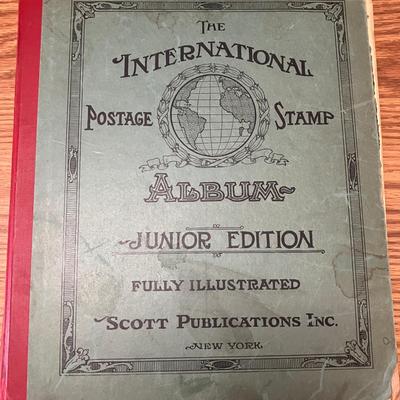 THE
INTERNATIONAL
POSTAGE STAMP
ALBUM
JUNIOR EDITION
FULLY ILLUSTRATED
SCOTT PUBLICATIONS INC.
NEW YORK